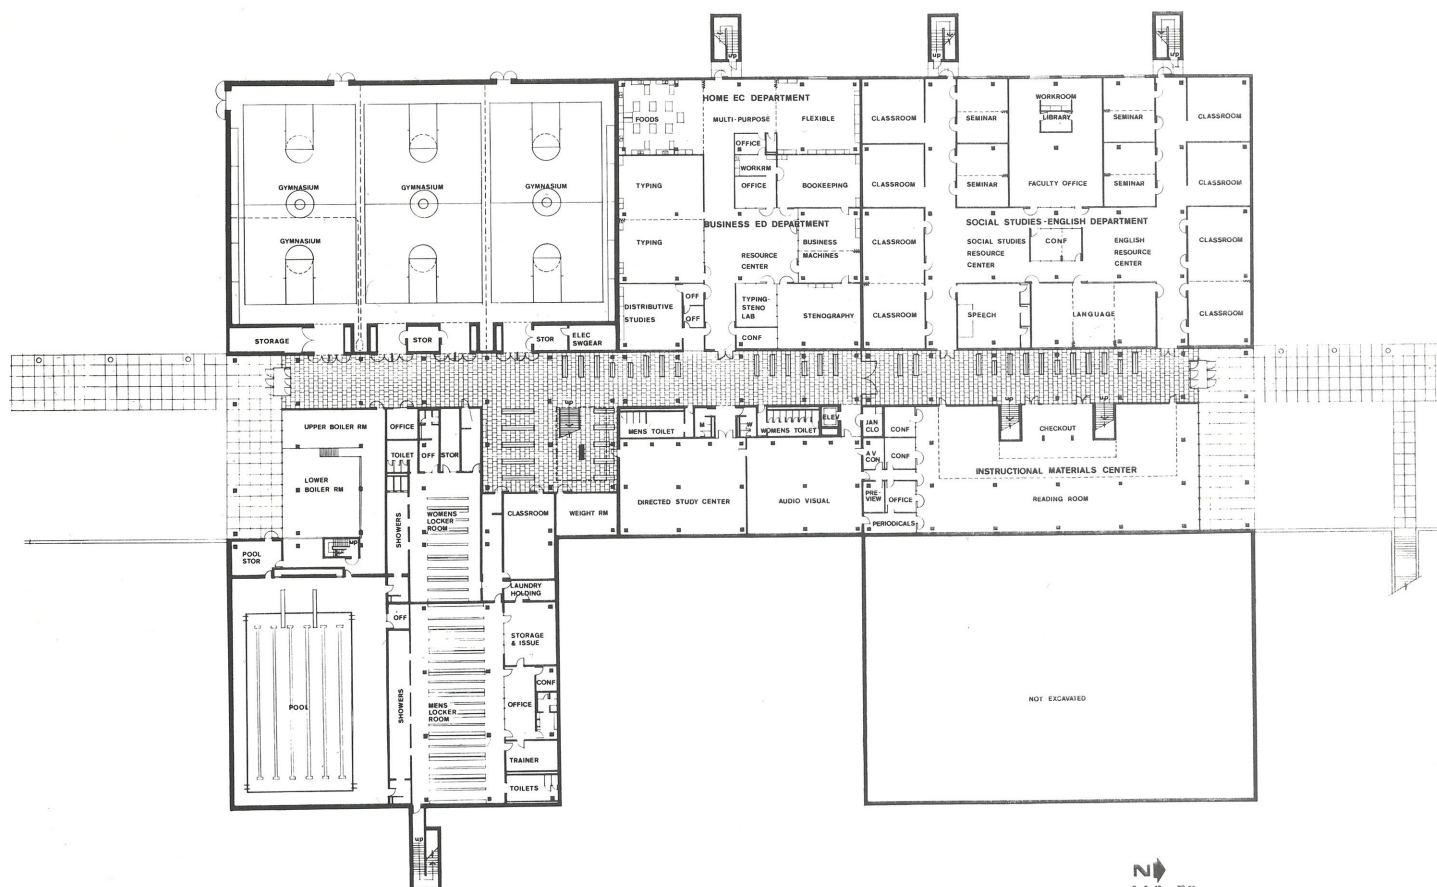 up
up
up
HOME EC DEPARTMENT
FOODS
MULTI-PURPOSE
FLEXIBLE
OFFICE
WORKRM
OFFICE
TYPING
BOOKEEPING
BUSINESS ED DEPARTMENT
TYPING
BUSINESS
MACHINES
RESOURCE
CENTER
DISTRIBUTIVE
STUDIES
OFF
OFF
TYPING-
STENO
LAB
CONF
STENOGRAPHY
CLASSROOM
SEMINAR
WORKROOM
LIBRARY
SEMINAR
CLASSROOM
CLASSROOM
SEMINAR
FACULTY OFFICE
SEMINAR
CLASSROOM
SOCIAL STUDIES-ENGLISH DEPARTMENT
CLASSROOM
SOCIAL STUDIES
RESOURCE
CENTER
CONF
ENGLISH
RESOURCE
CENTER
CLASSROOM
CLASSROOM
SPEECH
LANGUAGE
CLASSROOM
GYMNASIUM
GYMNASIUM
GYMNASIUM
GYMNASIUM
STORAGE
STOR
STOR
ELEC
SWGEAR
UPPER BOILER RM
OFFICE
TOILET
OFF
STOR
up
MENS TOILET
M
W
WOMENS TOILET
ELEV
JAN
CLO
CONF
up
up
CHECKOUT
LOWER
BOILER RM
A V
CON
CONF
INSTRUCTIONAL MATERIALS CENTER
SHOWERS
WOMENS
LOCKER
ROOM
CLASSROOM
WEIGHT RM
DIRECTED STUDY CENTER
AUDIO VISUAL
PRE-
VIEW
OFFICE
READING ROOM
PERIODICALS
up
POOL
STOR
LAUNDRY
HOLDING
OFF
STORAGE
& ISSUE
CONF
POOL
SHOWERS
MENS
LOCKER
ROOM
OFFICE
TRAINER
TOILETS
up
NOT EXCAVATED
N